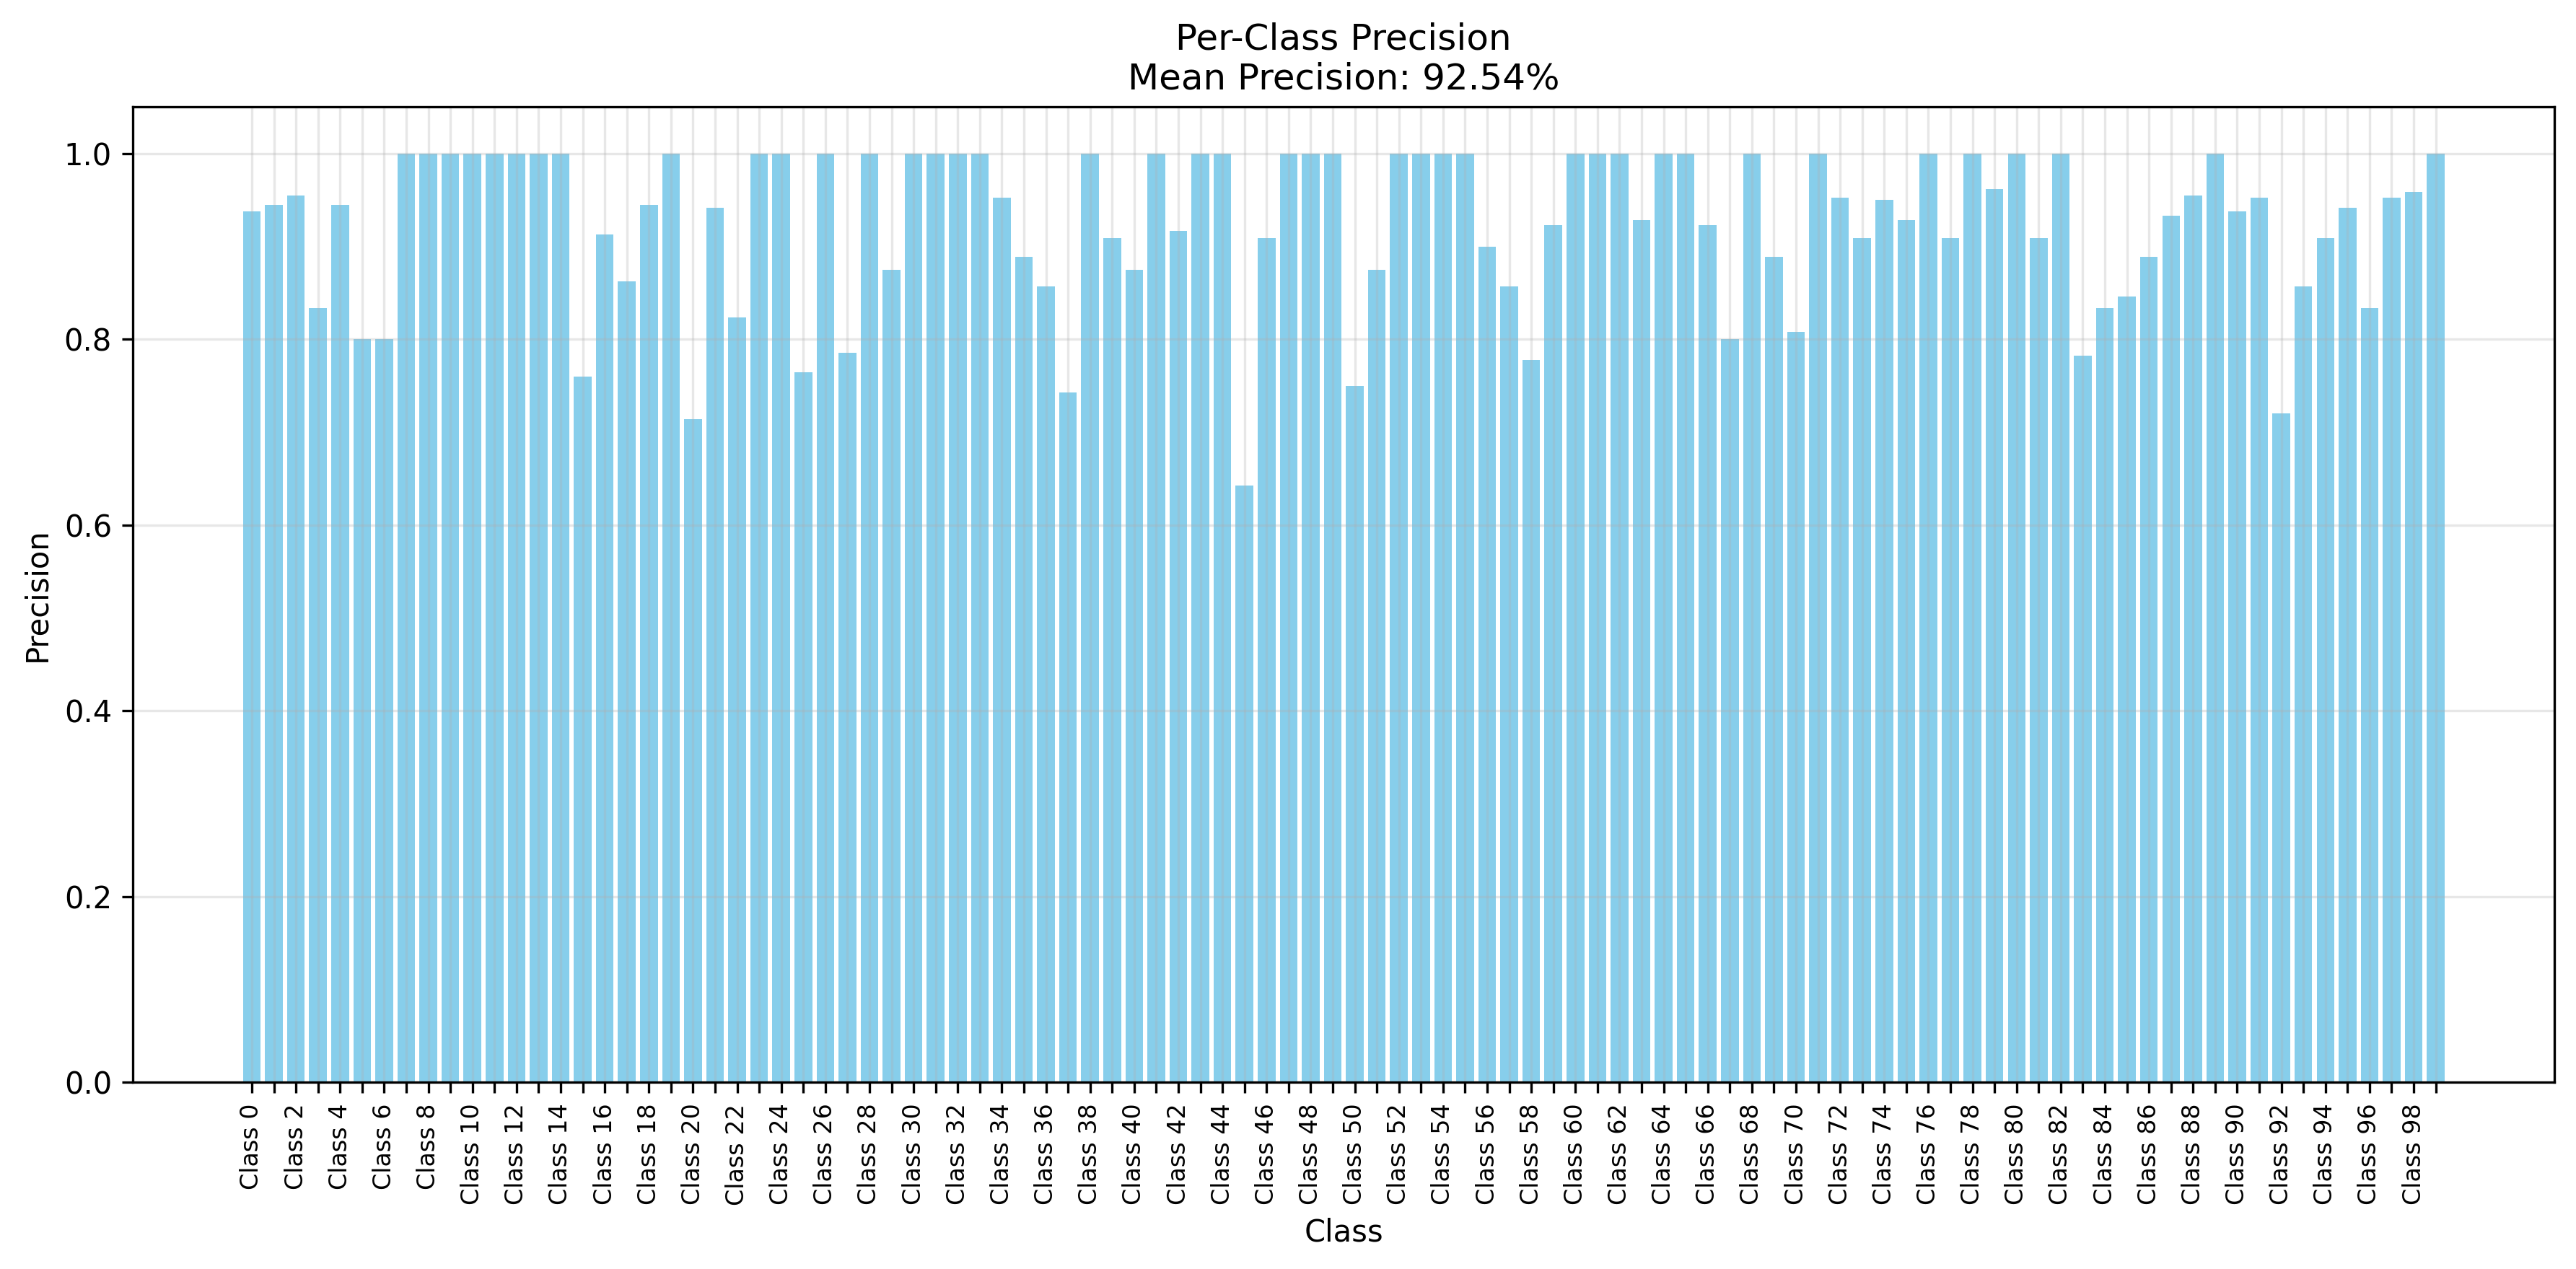 Per-Class Precision
Mean Precision: 92.54%
Precision
1.0
0.8
0.6
0.4
0.2
0.0
Class 0
Class 2
Class 4
Class 6
Class 8
Class 10
Class 12
Class 14
Class 16
Class 18
Class 20
Class 22
Class 24
Class 26
Class 28
Class 30
Class 32
Class 34
Class 36
Class 38
Class 40
Class 42
Class 44
Class 46
Class 48
Class 50
Class 52
Class 54
Class 56
Class 58
Class 60
Class 62
Class 64
Class 66
Class 68
Class 70
Class 72
Class 74
Class 76
Class 78
Class 80
Class 82
Class 84
Class 86
Class 88
Class 90
Class 92
Class 94
Class 96
Class 98
Class